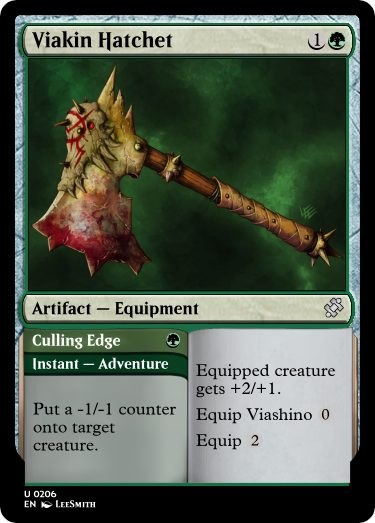 Viakin Hatchet 1
Artifact — Equipment
Culling Edge
Instant — Adventure
Put a -1/-1 counter
onto target
creature.
Equipped creature
gets +2/+1.
Equip Viashino 0
Equip 2
U 0206
EN LEESMITH